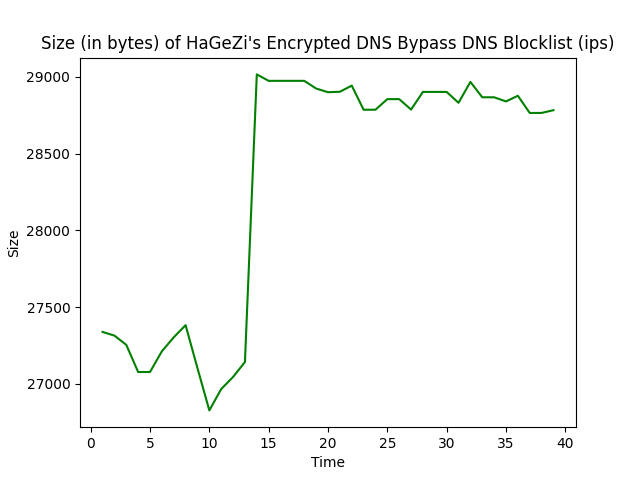 Size (in bytes) of HaGeZi's Encrypted DNS Bypass DNS Blocklist (ips)
29000
28500
28000
27500
27000
Size
0 5 10 15 20 25 30 35 40
Time